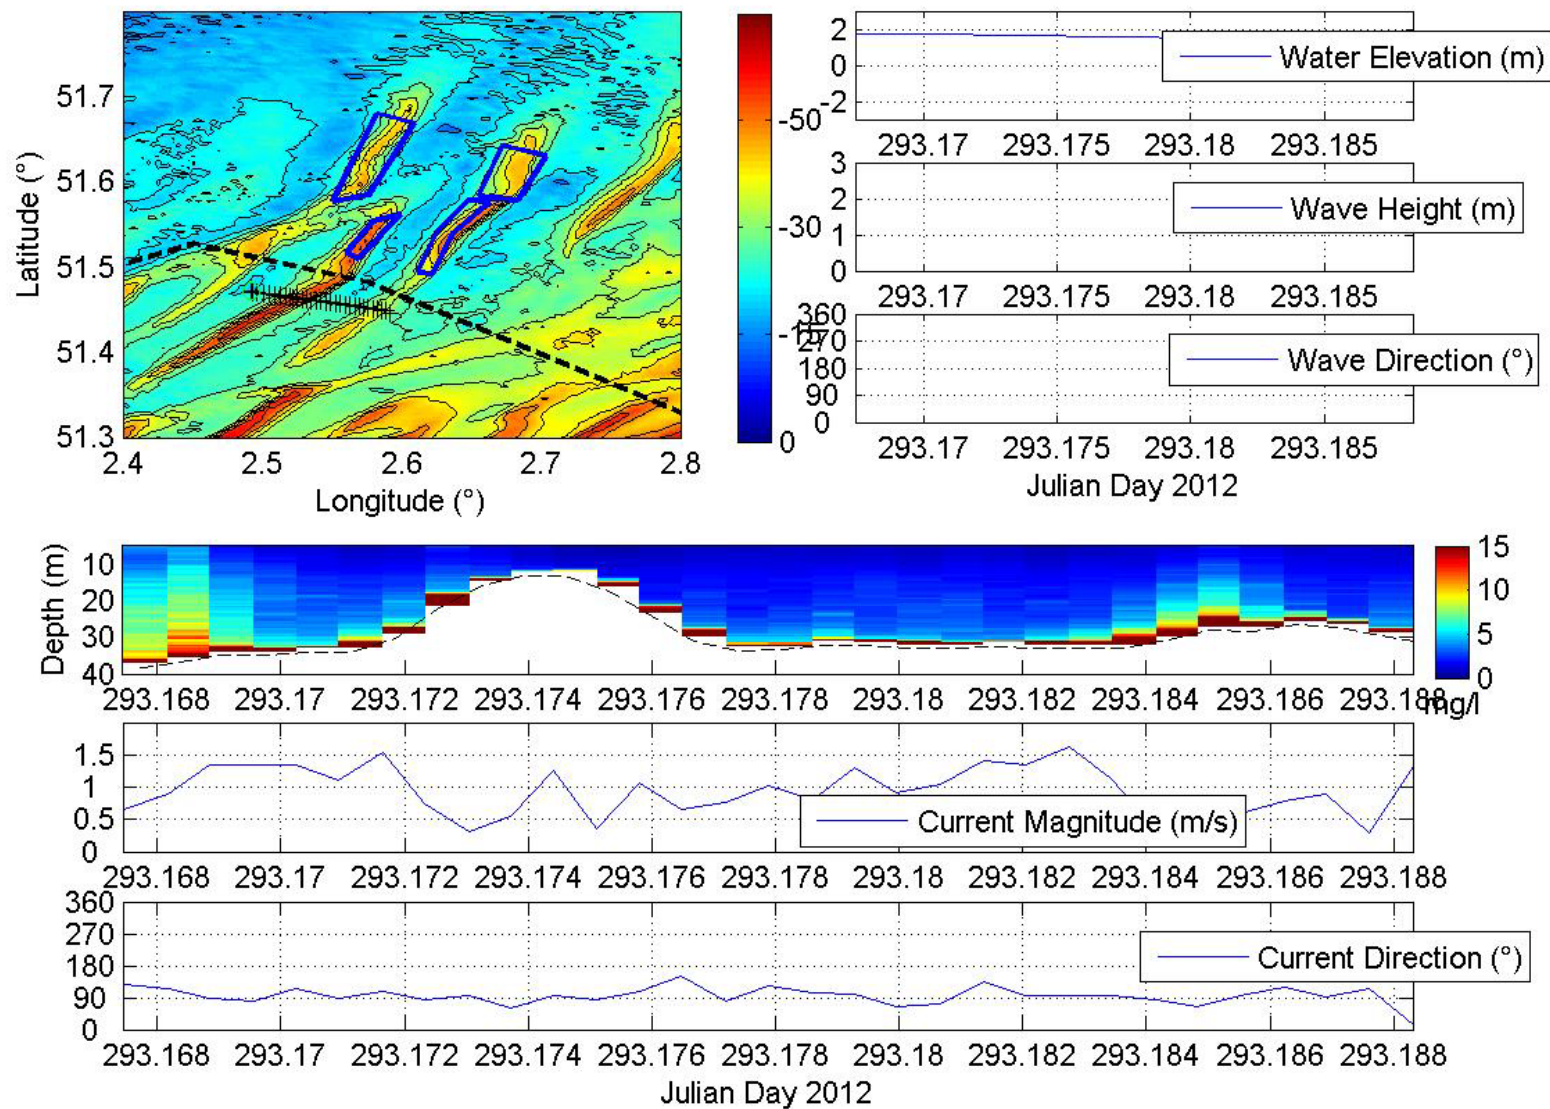 51.7
51.6
51.5
51.4
51.3
Latitude (°)
2.4 2.5 2.6 2.7 2.8
Longitude (°)
-50
-30
-1
0
2
0
-2
Water Elevation (m)
293.17 293.175 293.18 293.185
3
2
1
0
Wave Height (m)
293.17 293.175 293.18 293.185
360
270
180
90
0
Wave Direction (°)
293.17 293.175 293.18 293.185
Julian Day 2012
Depth (m)
10
20
30
40
15
10
5
0
mg/l
293.168 293.17 293.172 293.174 293.176 293.178 293.18 293.182 293.184 293.186 293.188
1.5
1
0.5
0
Current Magnitude (m/s)
293.168 293.17 293.172 293.174 293.176 293.178 293.18 293.182 293.184 293.186 293.188
360
270
180
90
0
Current Direction (°)
293.168 293.17 293.172 293.174 293.176 293.178 293.18 293.182 293.184 293.186 293.188
Julian Day 2012